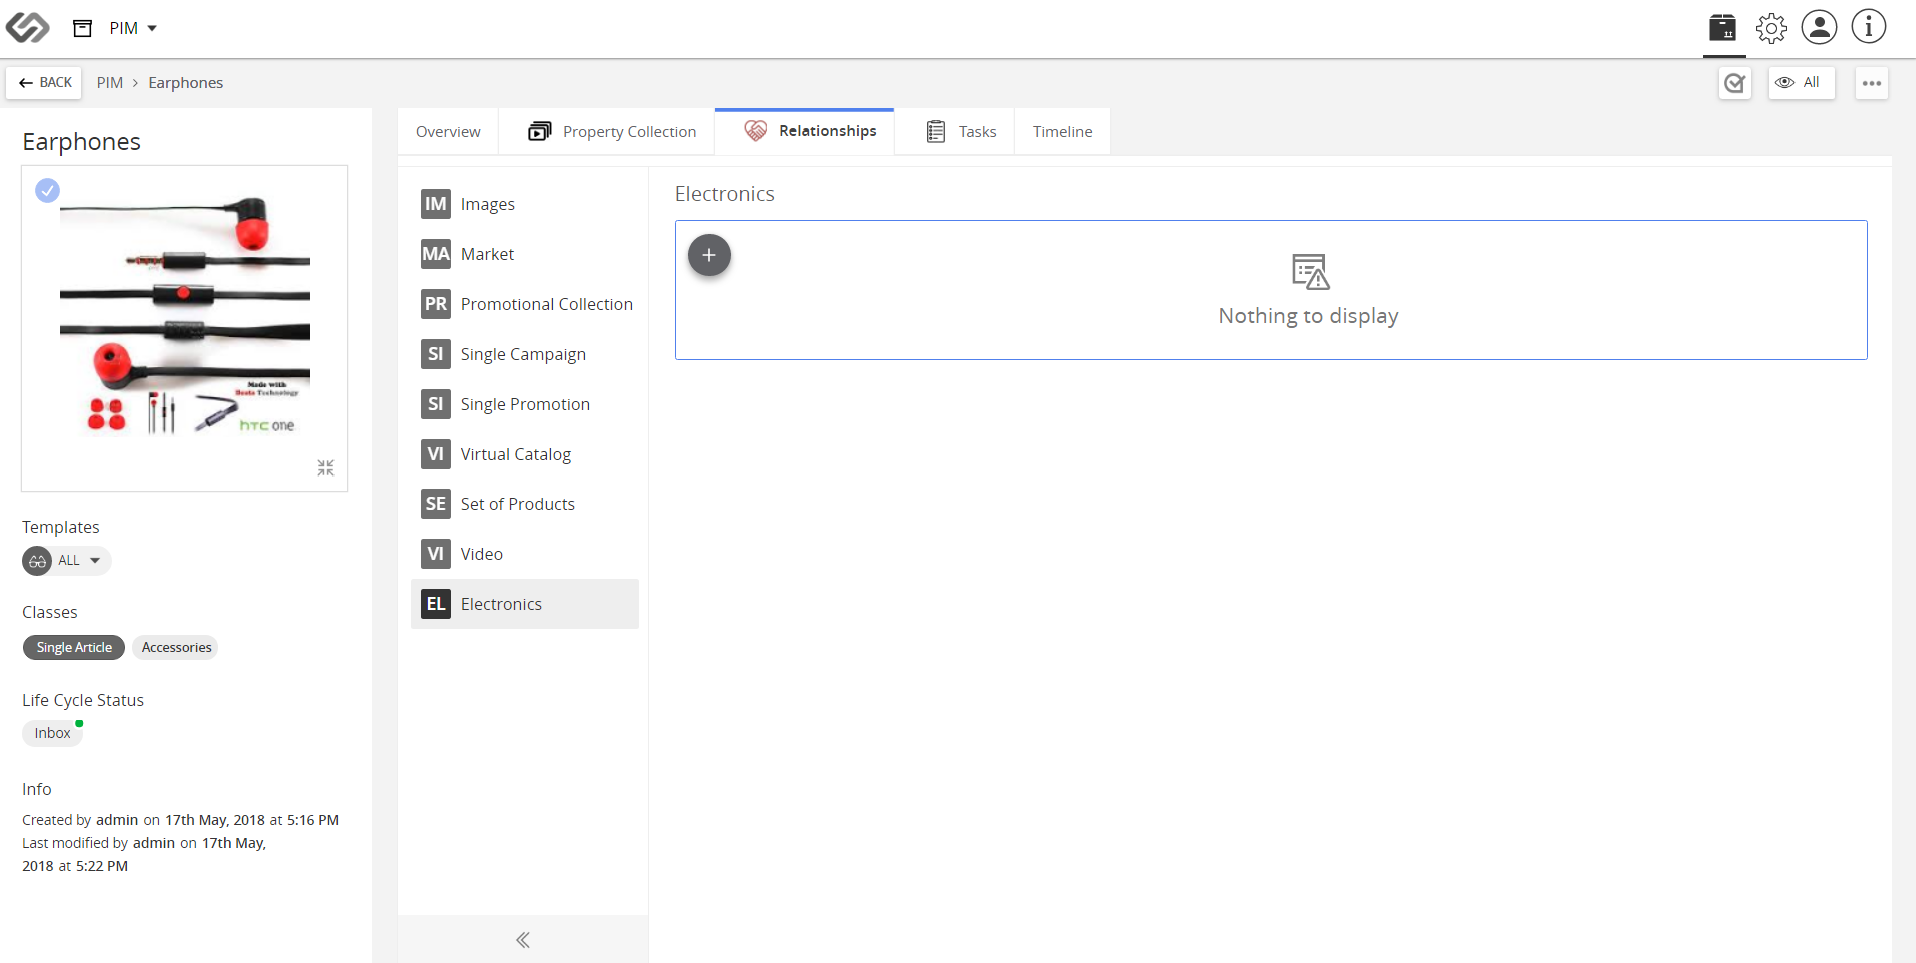 PIM
BACK
PIM > Earphones
All
Earphones
Made with
Beats Technology
htc one
Templates
ALL
Classes
Single Article
Accessories
Life Cycle Status
Inbox
Info
Created by admin on 17th May, 2018 at 5:16 PM
Last modified by admin on 17th May,
2018 at 5:22 PM
Overview
Property Collection
Relationships
Tasks
Timeline
IM Images
MA Market
PR Promotional Collection
SI Single Campaign
SI Single Promotion
VI Virtual Catalog
SE Set of Products
VI Video
EL Electronics
Electronics
Nothing to display